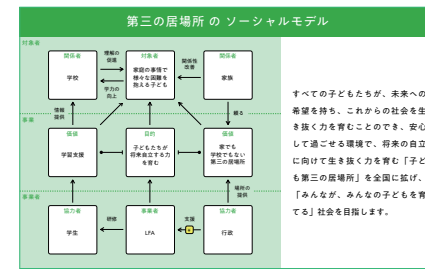 第三の居場所 の ソーシャルモデル
対象者
関係者
学校
理解の
促進
学力の
向上
対象者
家庭の事情で
様々な困難を
抱える子ども
関係性
改善
関係者
家族
情報
提供
頼る
事業
価値
学習支援
目的
子どもたちが
将来自立する力
を育む
価値
家でも
学校でもない
第三の居場所
場所の
提供
事業者
協力者
学生
研修
事業者
LFA
支援
¥
協力者
行政
すべての子どもたちが、未来への
希望を持ち、これからの社会を生
き抜く力を育むことのでき、安心
して過ごせる環境で、将来の自立
に向けて生き抜く力を育む「子ど
も第三の居場所」を全国に拡げ、
「みんなが、みんなの子どもを育
てる」社会を目指します。